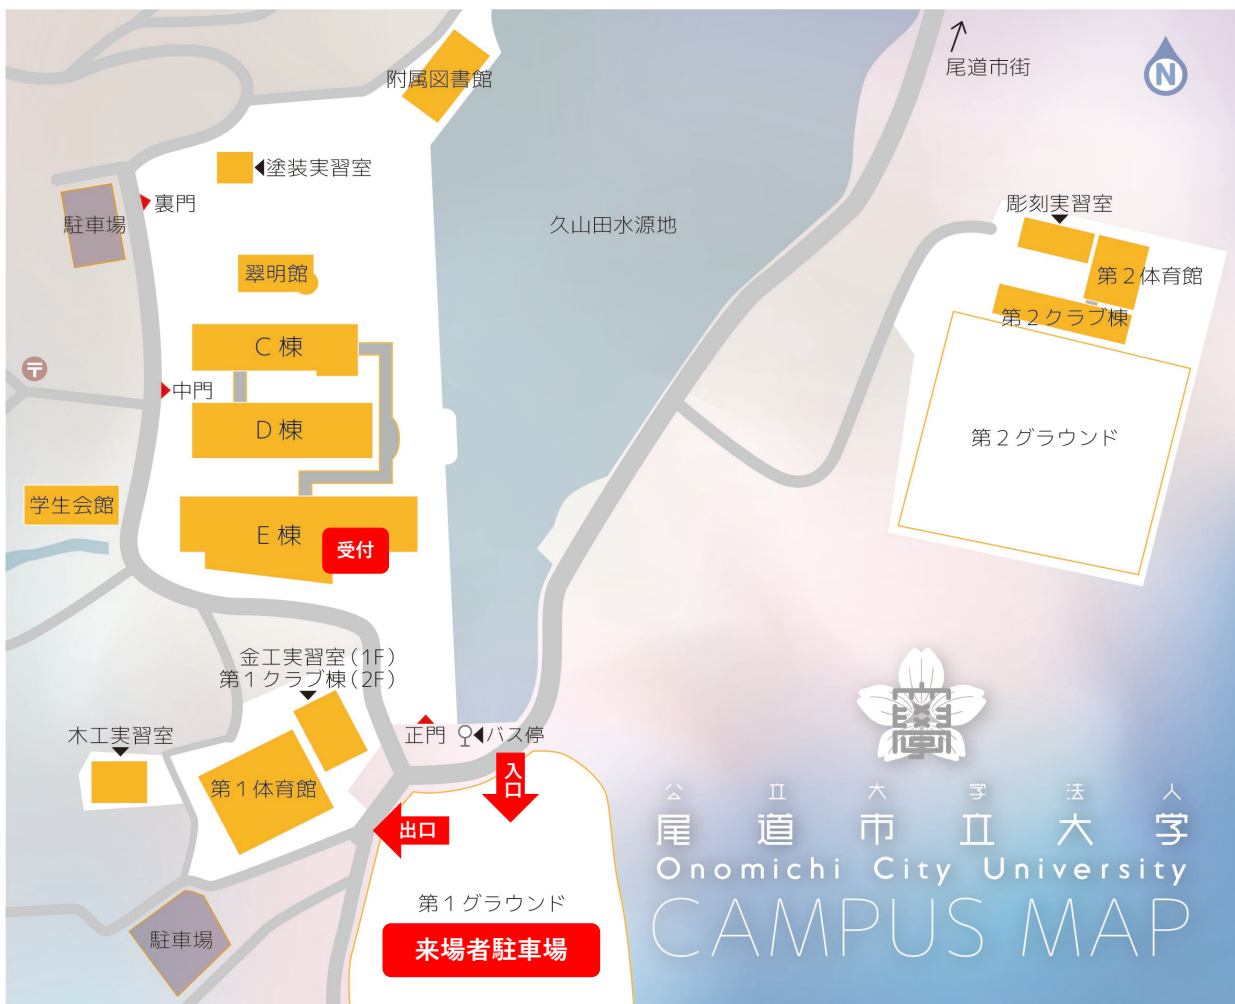 附属図書館
尾道市街
N
塗装実習室
裏門
駐車場
久山田水源地
彫刻実習室
第2体育館
第2クラブ棟
翠明館
C棟
〒
中門
D棟
第2グラウンド
学生会館
E棟
受付
金工実習室(1F)
第1クラブ棟(2F)
木工実習室
正門
バス停
入口
第1体育館
出口
學
公立大学法人
尾道市立大学
Onomichi City University
CAMPUS MAP
第1グラウンド
来場者駐車場
駐車場